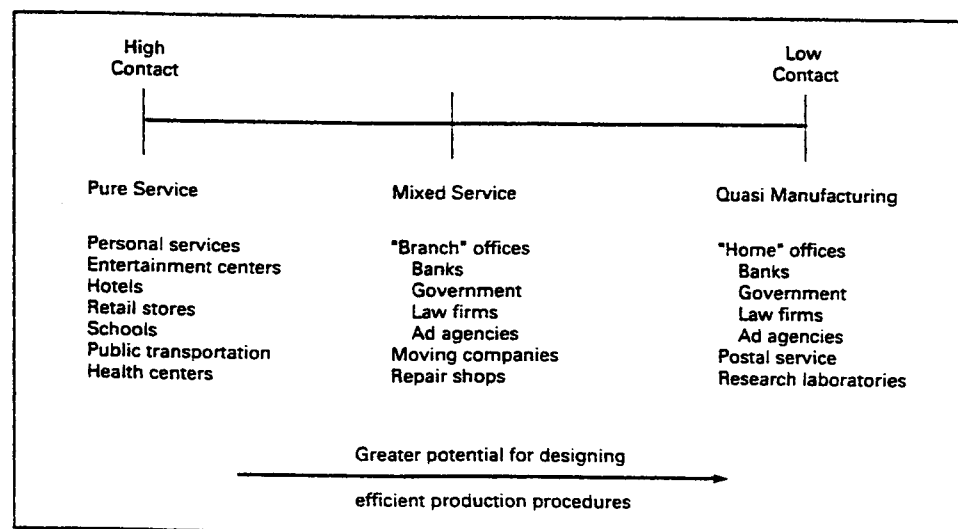 High
Contact
Low
Contact
Pure Service
Mixed Service
Quasi Manufacturing
Personal services
Entertainment centers
Hotels
Retail stores
Schools
Public transportation
Health centers
"Branch" offices
Banks
Government
Law firms
Ad agencies
Moving companies
Repair shops
"Home" offices
Banks
Government
Law firms
Ad agencies
Postal service
Research laboratories
Greater potential for designing
efficient production procedures